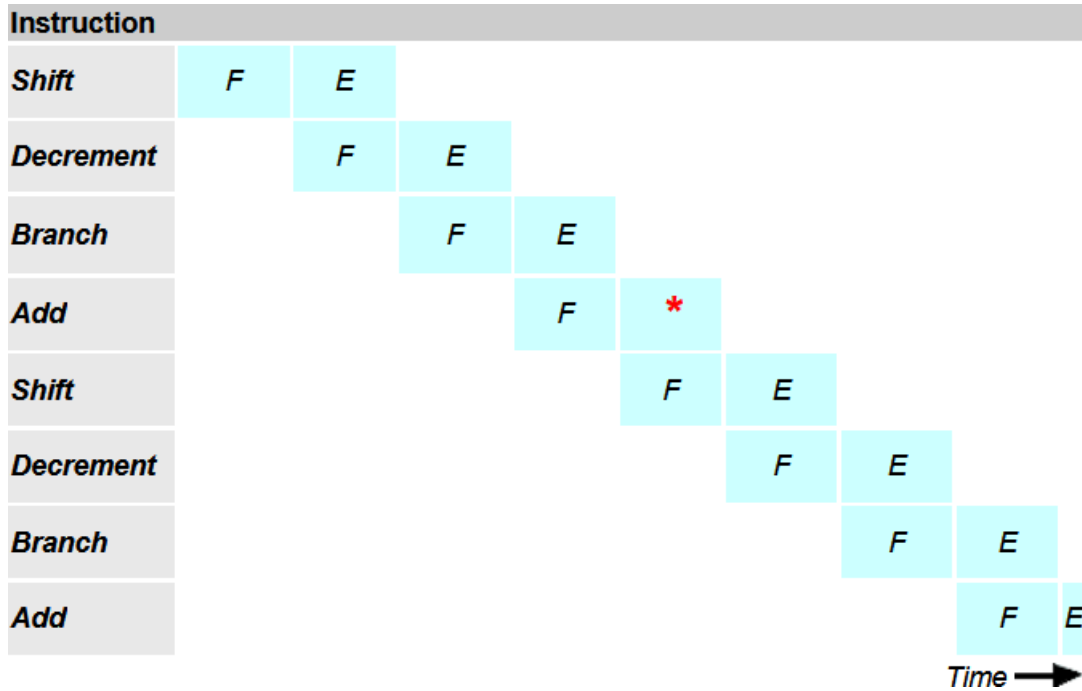 Instruction
Shift F E
Decrement F E
Branch F E
Add F *
Shift F E
Decrement F E
Branch F E
Add F E
Time